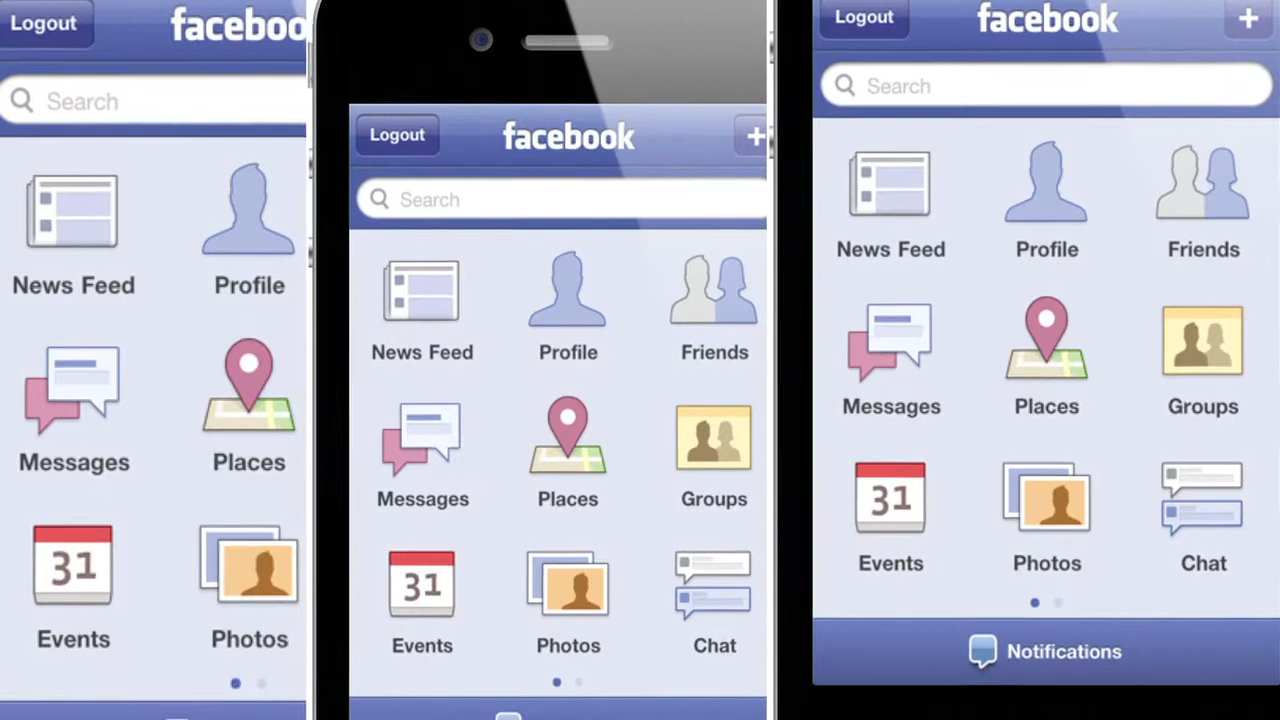 Logout faceboo
Search
News Feed Profile
Messages Places
31
Events Photos
Logout facebook +
Search
News Feed Profile Friends
Messages Places Groups
31
Events Photos Chat
Logout facebook +
Search
News Feed Profile Friends
Messages Places Groups
31
Events Photos Chat
Notifications